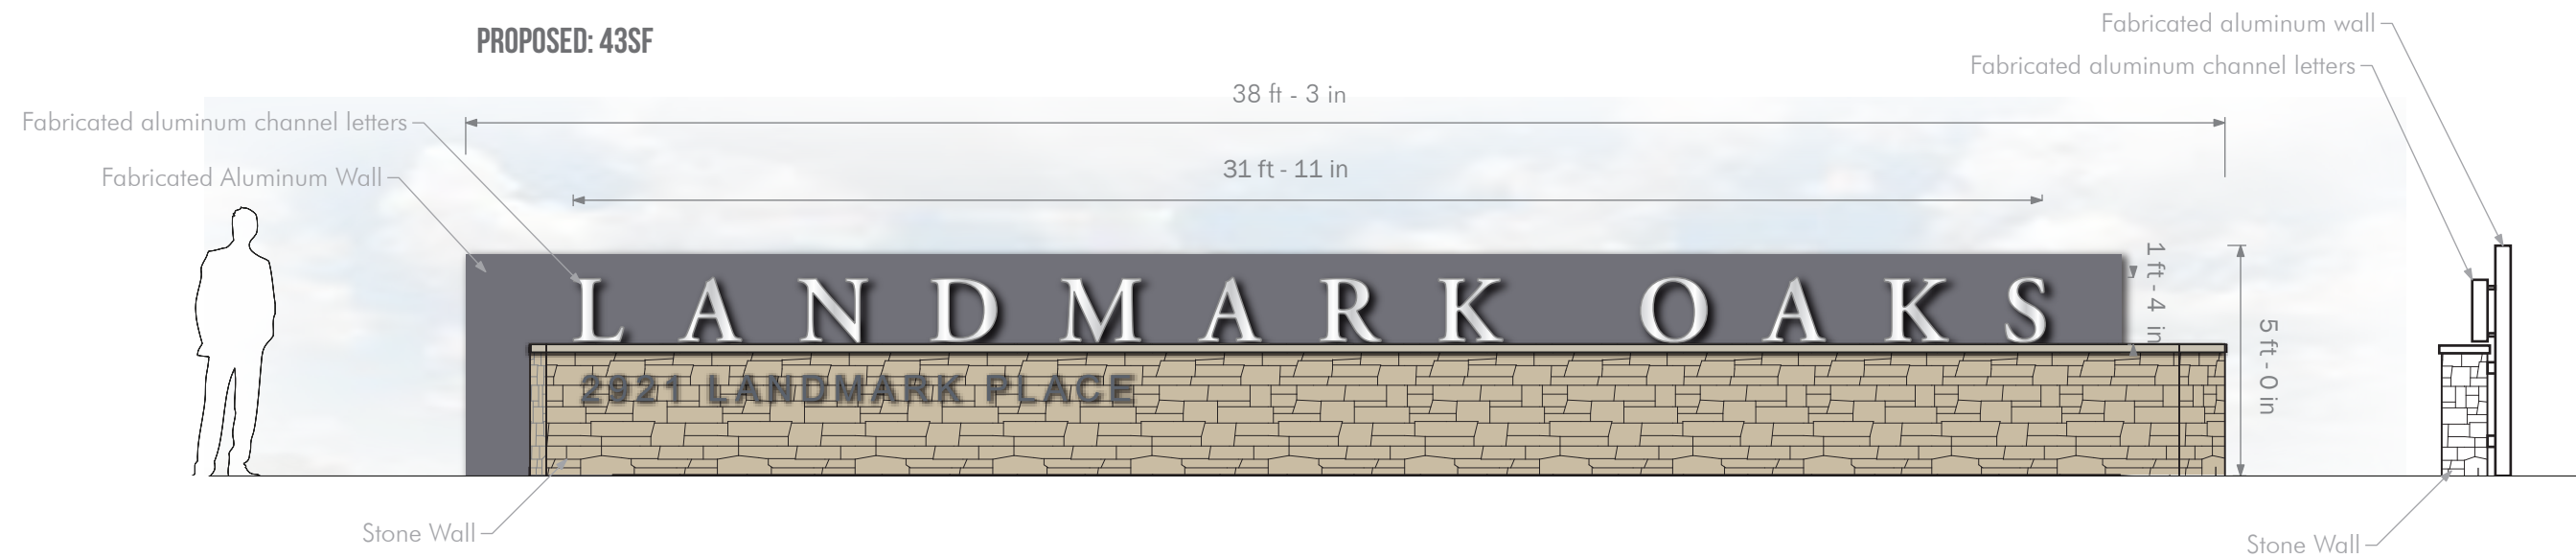 PROPOSED: 43SF
Fabricated aluminum wall
Fabricated aluminum channel letters
38 ft - 3 in
Fabricated aluminum channel letters
31 ft - 11 in
Fabricated Aluminum Wall
LANDMARK OAKS
1 ft - 4 in
5 ft - 0 in
2921 LANDMARK PLACE
Stone Wall
Stone Wall